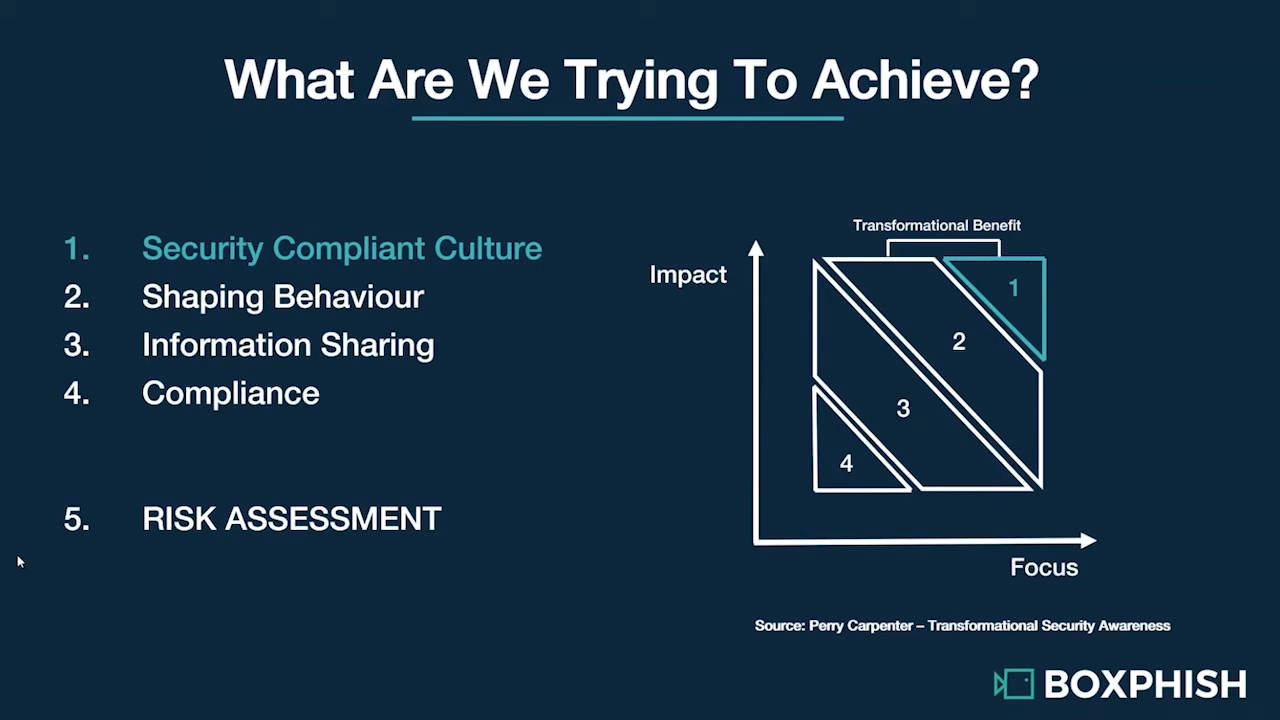 What Are We Trying To Achieve?
1. Security Compliant Culture
2. Shaping Behaviour
3. Information Sharing
4. Compliance
5. RISK ASSESSMENT
Transformational Benefit
Impact
1
2
3
4
Focus
Source: Perry Carpenter – Transformational Security Awareness
BOXPHISH